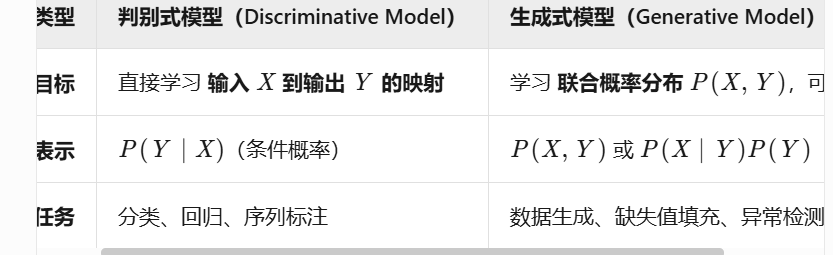 类型 判别式模型（Discriminative Model） 生成式模型（Generative Model）
目标 直接学习 输入 X 到输出 Y 的映射 学习 联合概率分布 P(X, Y)，可
表示 P(Y | X)（条件概率） P(X, Y) 或 P(X | Y)P(Y)
任务 分类、回归、序列标注 数据生成、缺失值填充、异常检测